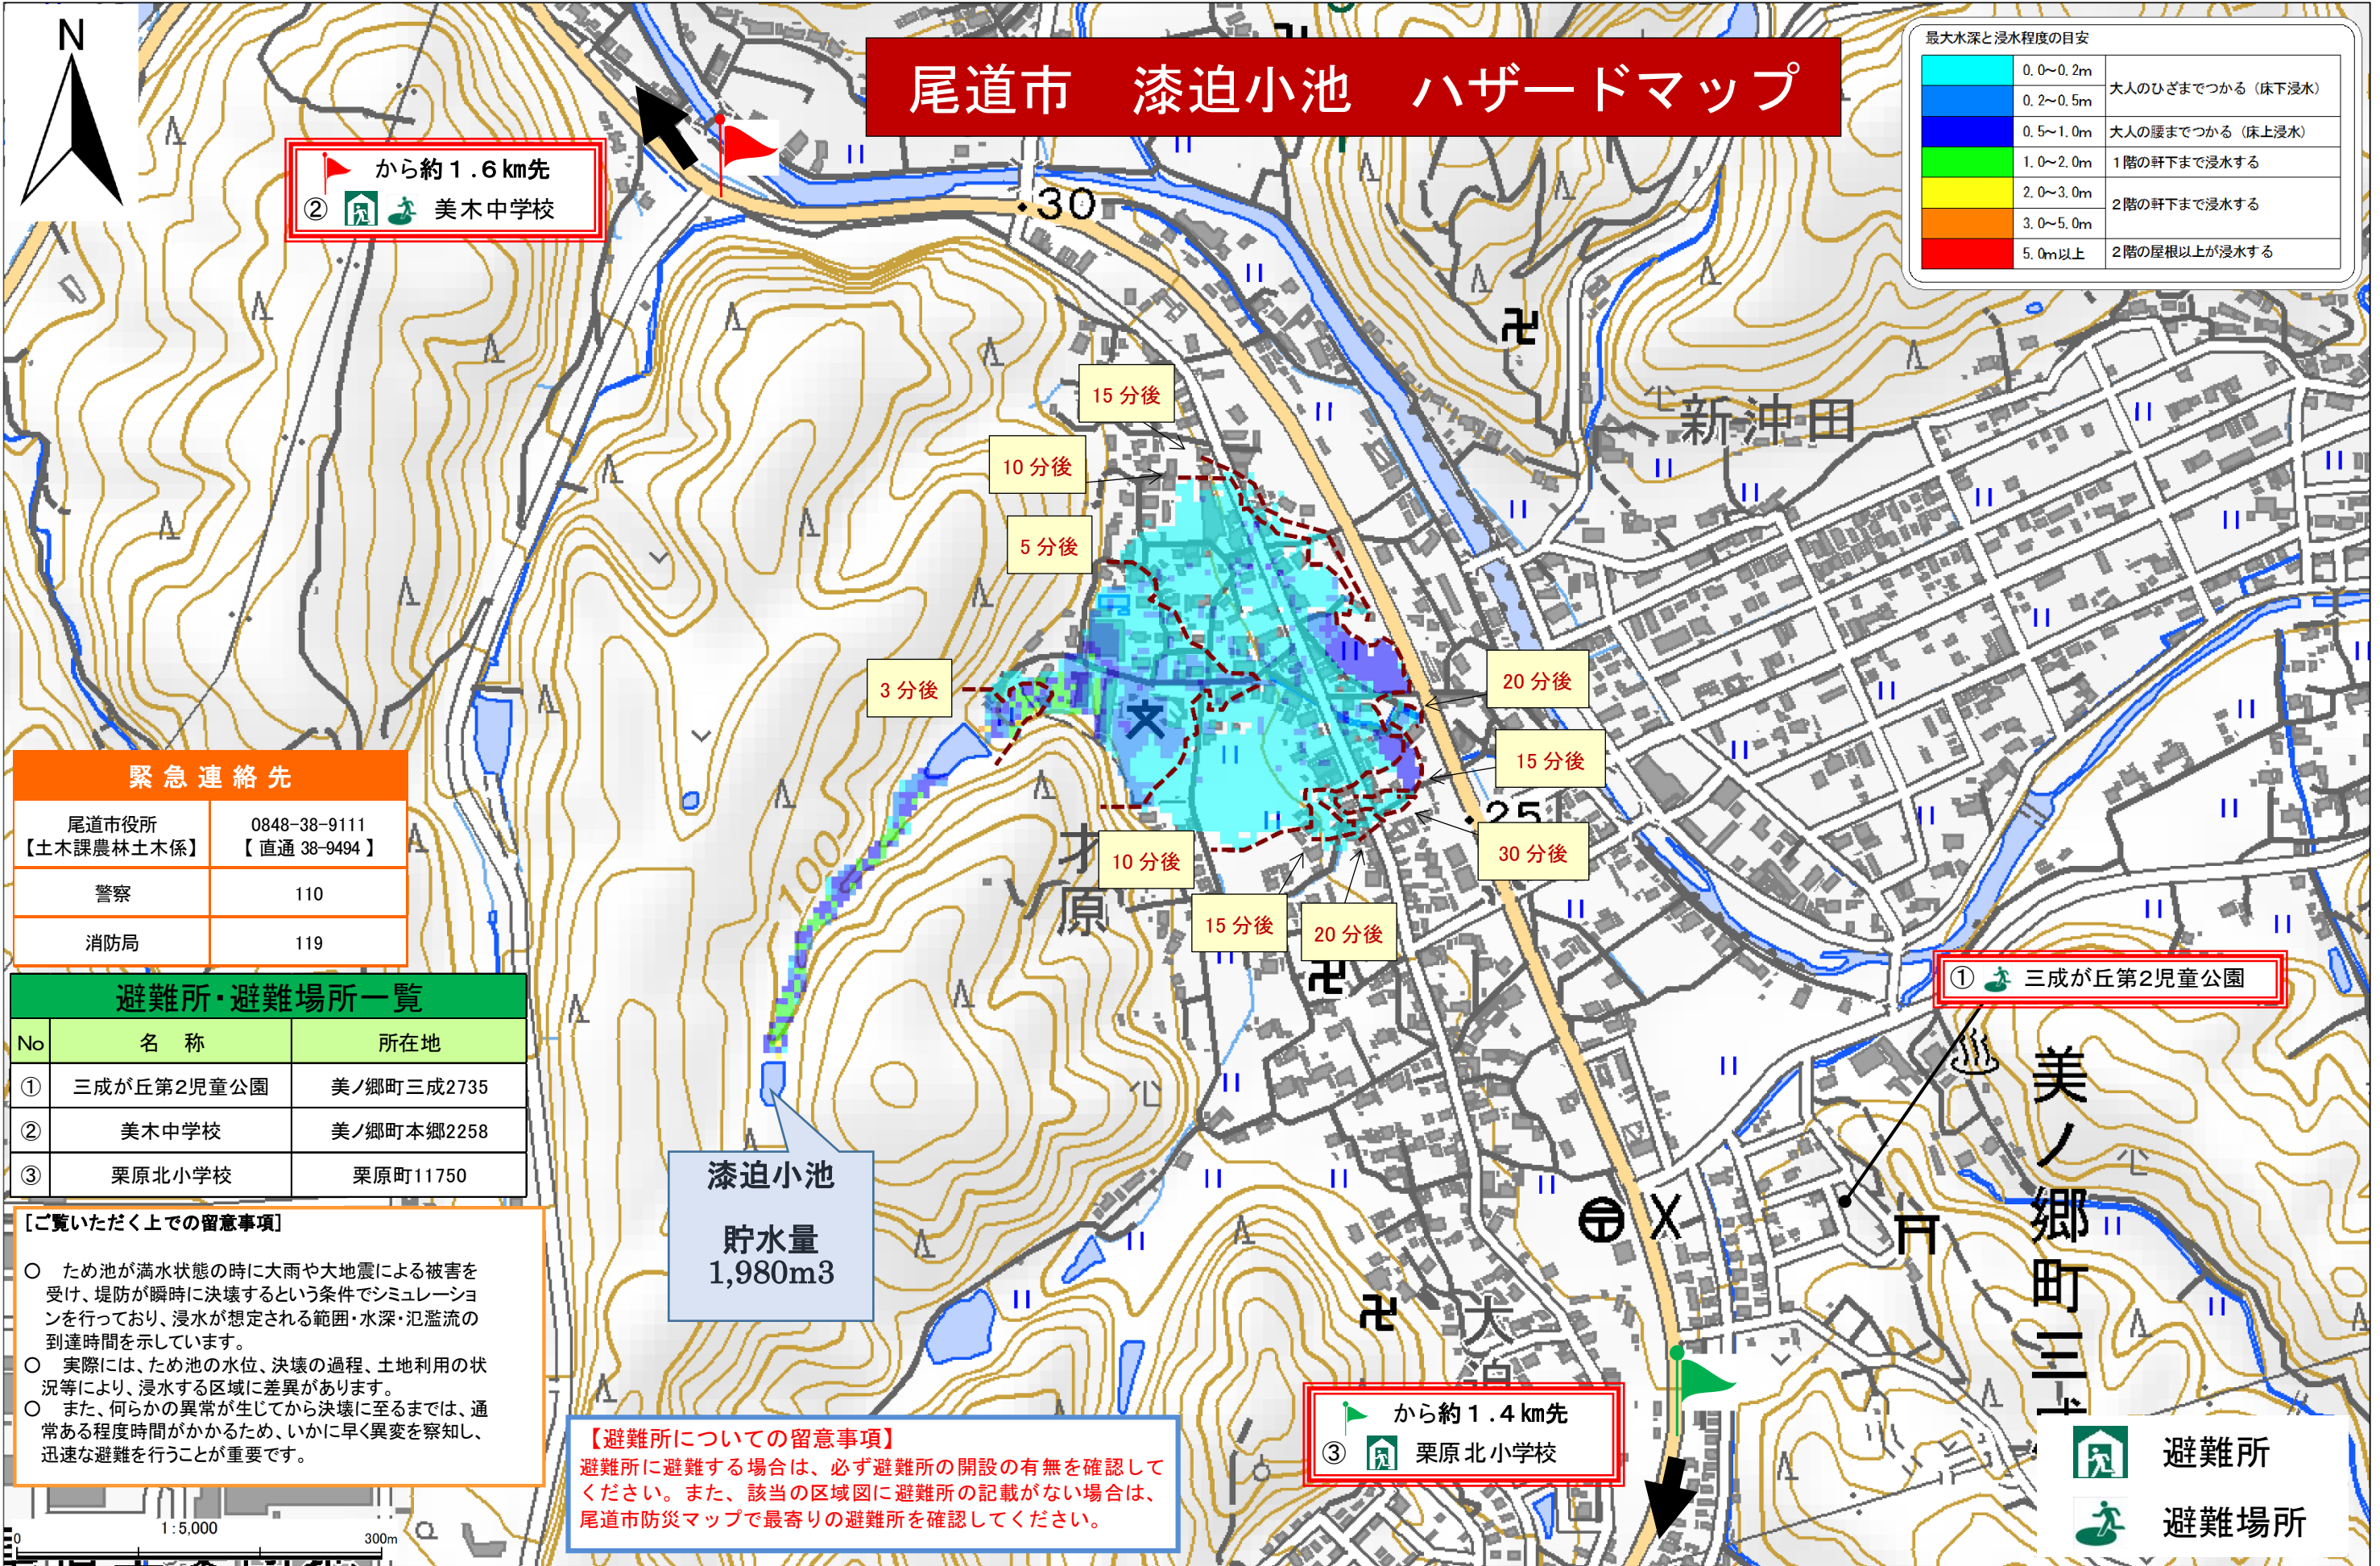 N
尾道市　漆迫小池　ハザードマップ
最大水深と浸水程度の目安
0.0～0.2m
大人のひざまでつかる（床下浸水）
0.2～0.5m
0.5～1.0m 大人の腰までつかる（床上浸水）
1.0～2.0m 1階の軒下まで浸水する
2.0～3.0m
2階の軒下まで浸水する
3.0～5.0m
5.0m以上 2階の屋根以上が浸水する
から約1.6km先
② 美木中学校
30
新沖田
15分後
10分後
5分後
3分後
20分後
15分後
25
30分後
10分後
15分後
20分後
文
100
才原
緊急連絡先
尾道市役所
【土木課農林土木係】
0848-38-9111
【 直通 38-9494 】
警察 110
消防局 119
避難所・避難場所一覧
No 名　称 所在地
① 三成が丘第2児童公園 美ノ郷町三成2735
② 美木中学校 美ノ郷町本郷2258
③ 栗原北小学校 栗原町11750
① 三成が丘第2児童公園
美ノ郷町三成
漆迫小池
貯水量
1,980m3
大迫
[ご覧いただく上での留意事項]
○　ため池が満水状態の時に大雨や大地震による被害を
受け、堤防が瞬時に決壊するという条件でシミュレーショ
ンを行っており、浸水が想定される範囲・水深・氾濫流の
到達時間を示しています。
○　実際には、ため池の水位、決壊の過程、土地利用の状
況等により、浸水する区域に差異があります。
○　また、何らかの異常が生じてから決壊に至るまでは、通
常ある程度時間がかかるため、いかに早く異変を察知し、
迅速な避難を行うことが重要です。
【避難所についての留意事項】
避難所に避難する場合は、必ず避難所の開設の有無を確認して
ください。また、該当の区域図に避難所の記載がない場合は、
尾道市防災マップで最寄りの避難所を確認してください。
から約1.4km先
③ 栗原北小学校
避難所
避難場所
1:5,000
0 300m